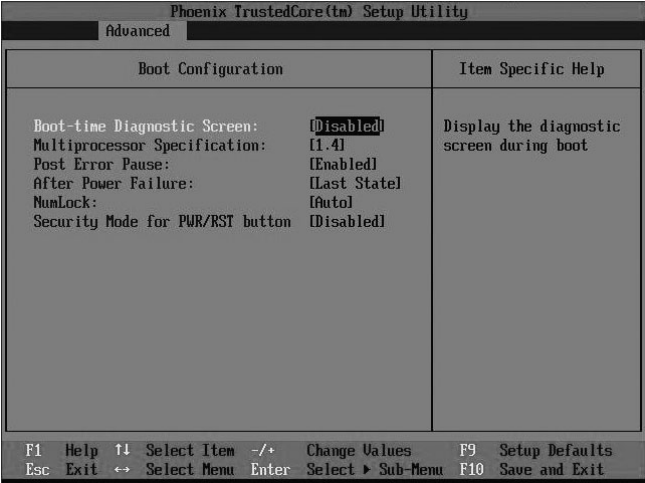 Phoenix TrustedCore(tm) Setup Utility
Advanced
Boot Configuration
Item Specific Help
Boot-time Diagnostic Screen: [Disabled]
Multiprocessor Specification: [1.4]
Post Error Pause: [Enabled]
After Power Failure: [Last State]
NumLock: [Auto]
Security Mode for PWR/RST button [Disabled]
Display the diagnostic
screen during boot
F1 Help ↑↓ Select Item -/+ Change Values F9 Setup Defaults
Esc Exit ↔ Select Menu Enter Select ▶ Sub-Menu F10 Save and Exit